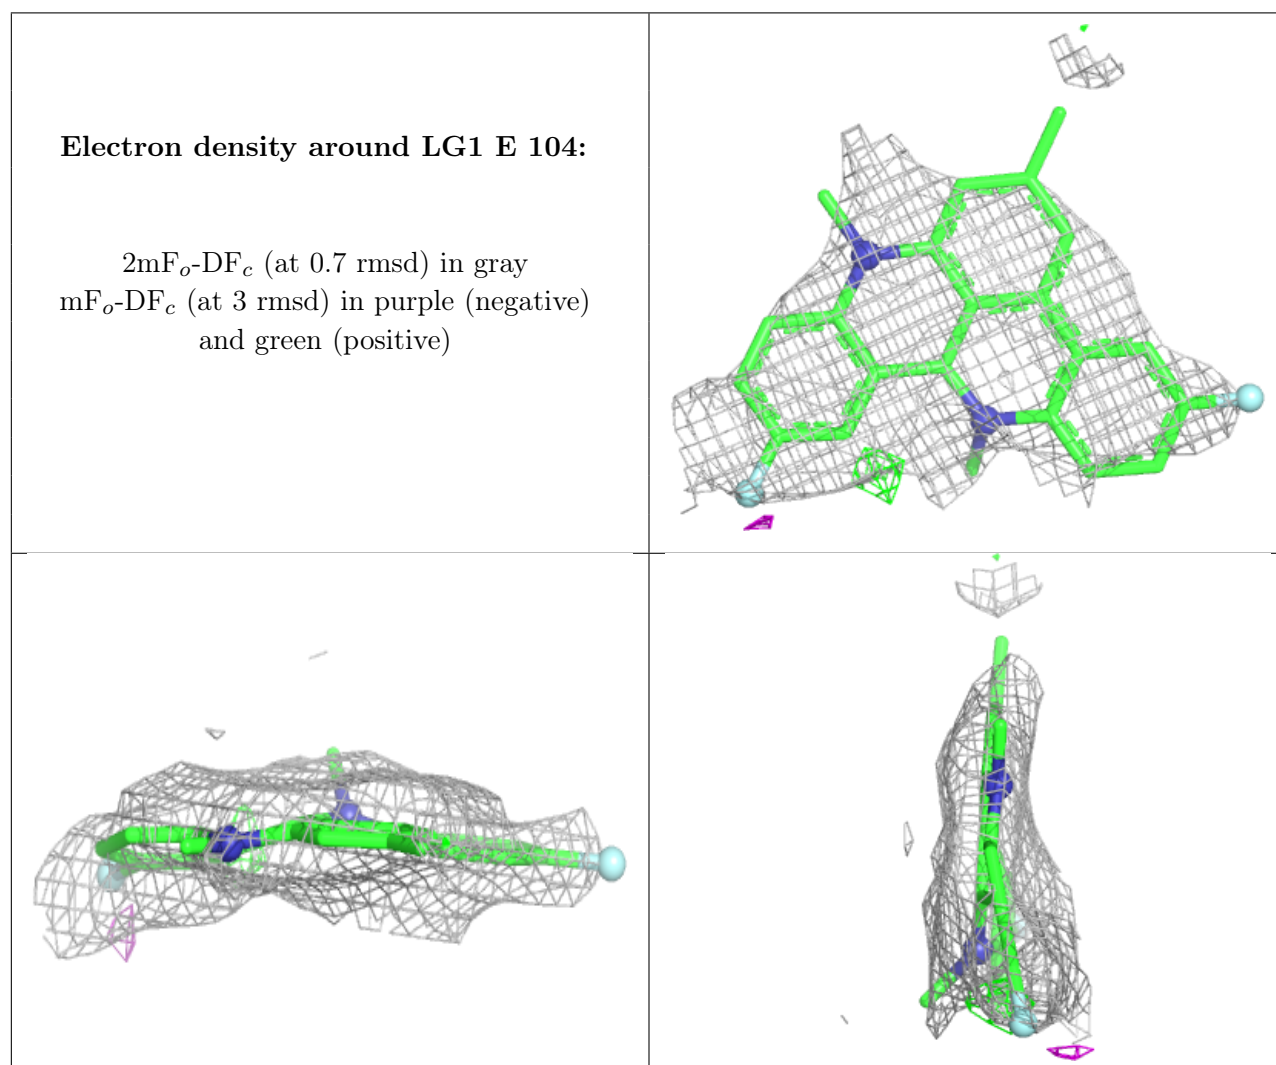 Electron density around LG1 E 104:
2mFo-DFc (at 0.7 rmsd) in gray
mFo-DFc (at 3 rmsd) in purple (negative)
and green (positive)